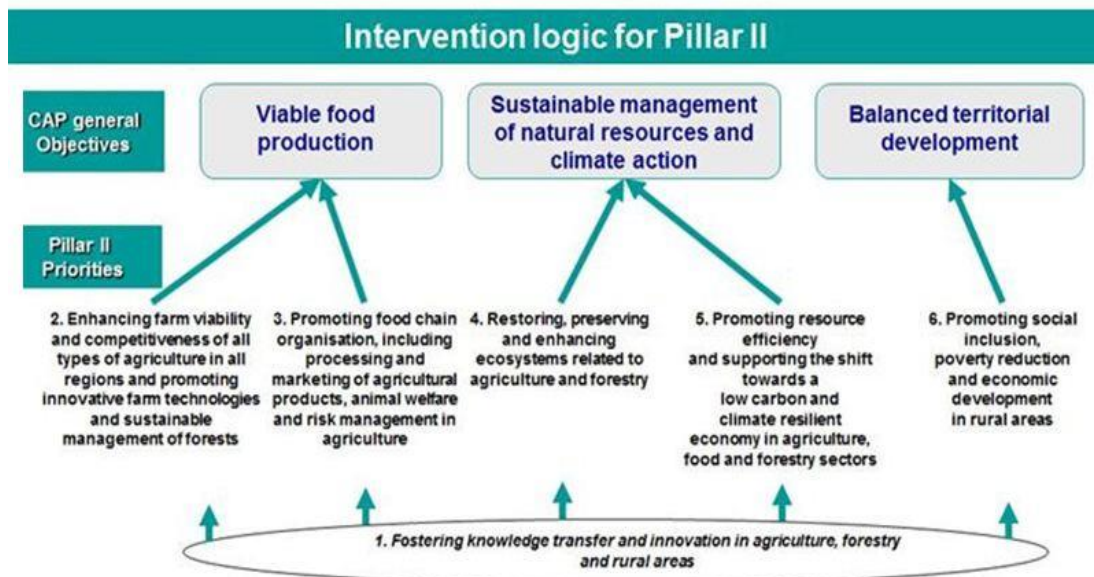 Intervention logic for Pillar II
CAP general
Objectives
Viable food
production
Sustainable management
of natural resources and
climate action
Balanced territorial
development
Pillar II
Priorities
2. Enhancing farm viability
and competitiveness of all
types of agriculture in all
regions and promoting
innovative farm technologies
and sustainable
management of forests
3. Promoting food chain
organisation, including
processing and
marketing of agricultural
products, animal welfare
and risk management in
agriculture
4. Restoring, preserving
and enhancing
ecosystems related to
agriculture and forestry
5. Promoting resource
efficiency
and supporting the shift
towards a
low carbon and
climate resilient
economy in agriculture,
food and forestry sectors
6. Promoting social
inclusion,
poverty reduction
and economic
development
in rural areas
1. Fostering knowledge transfer and innovation in agriculture, forestry
and rural areas